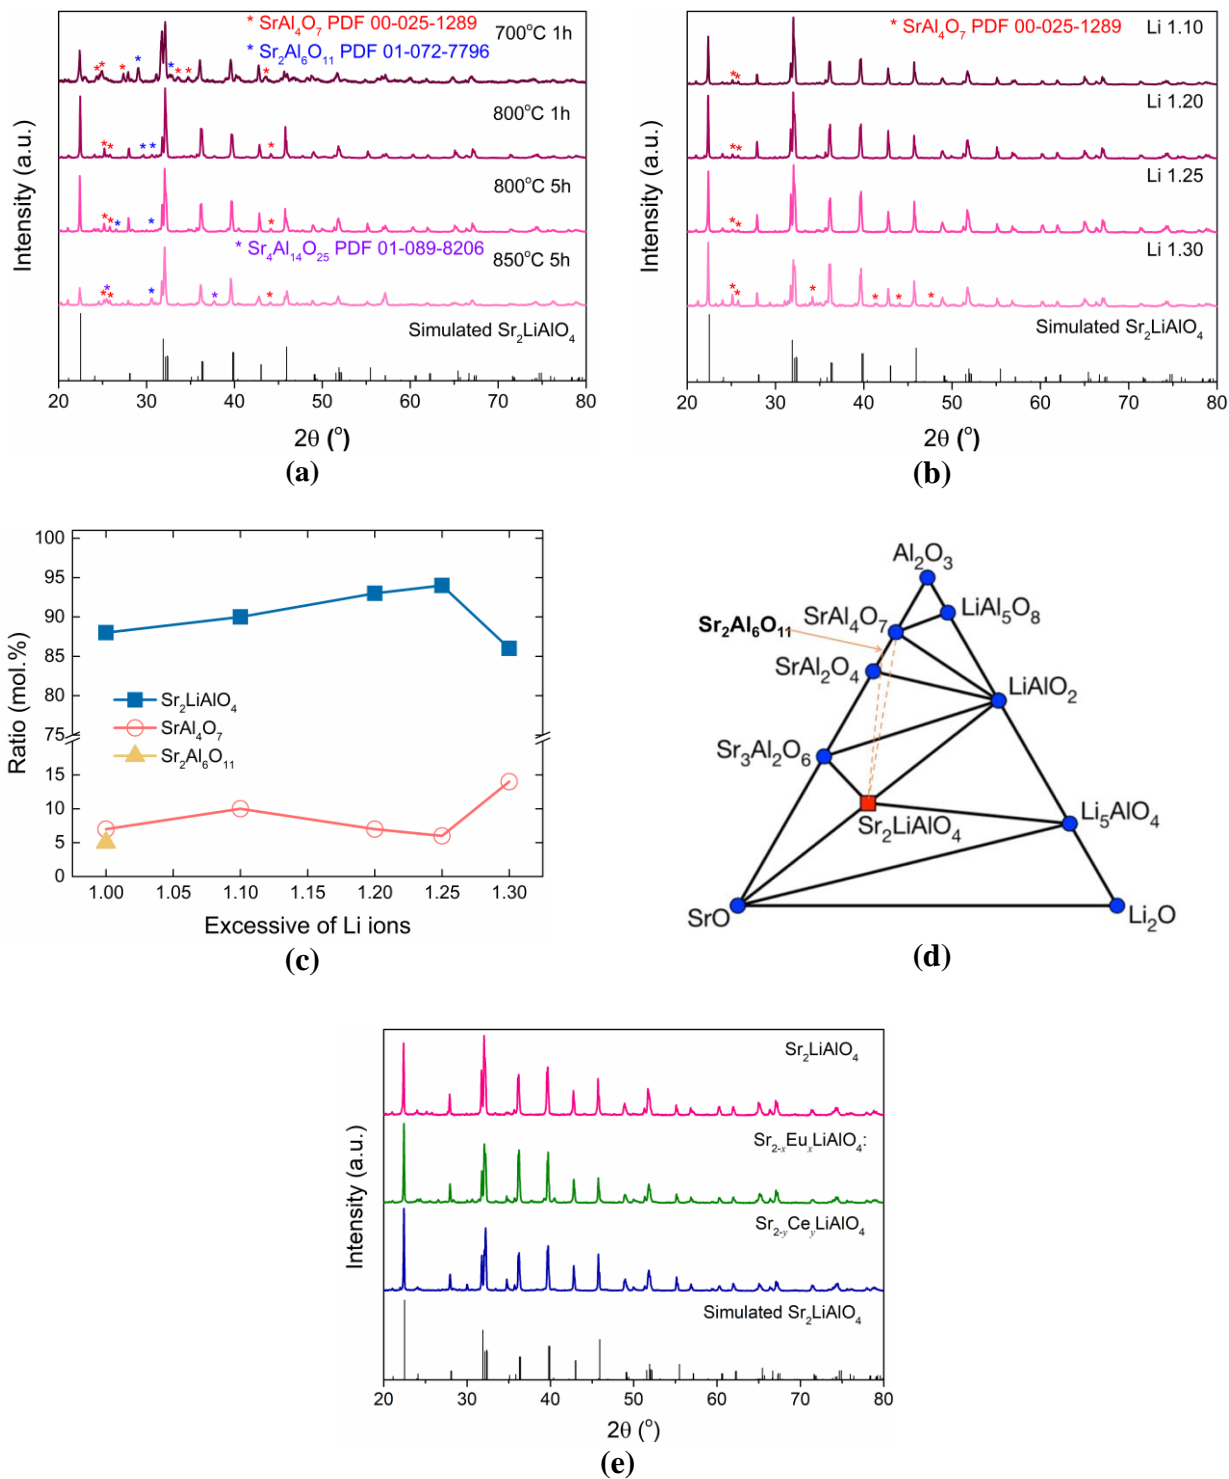 * SrAl₄O₇ PDF 00-025-1289
700°C 1h
* Sr₂Al₆O₁₁ PDF 01-072-7796
800°C 1h
800°C 5h
* Sr₄Al₁₄O₂₅ PDF 01-089-8206
850°C 5h
Simulated Sr₂LiAlO₄
Intensity (a.u.)
20 30 40 50 60 70 80
2θ (°)
(a)
* SrAl₄O₇ PDF 00-025-1289
Li 1.10
Li 1.20
Li 1.25
Li 1.30
Simulated Sr₂LiAlO₄
Intensity (a.u.)
20 30 40 50 60 70 80
2θ (°)
(b)
100
95
90
85
80
75
15
10
5
0
Ratio (mol.%)
Sr₂LiAlO₄
SrAl₄O₇
Sr₂Al₆O₁₁
1.00 1.05 1.10 1.15 1.20 1.25 1.30
Excessive of Li ions
(c)
Al₂O₃
LiAl₅O₈
SrAl₄O₇
Sr₂Al₆O₁₁
SrAl₂O₄
LiAlO₂
Sr₃Al₂O₆
Sr₂LiAlO₄
Li₅AlO₄
SrO
Li₂O
(d)
Sr₂LiAlO₄
Sr₂₋ₓEuₓLiAlO₄:
Sr₂₋yCeyLiAlO₄
Simulated Sr₂LiAlO₄
Intensity (a.u.)
20 30 40 50 60 70 80
2θ (°)
(e)